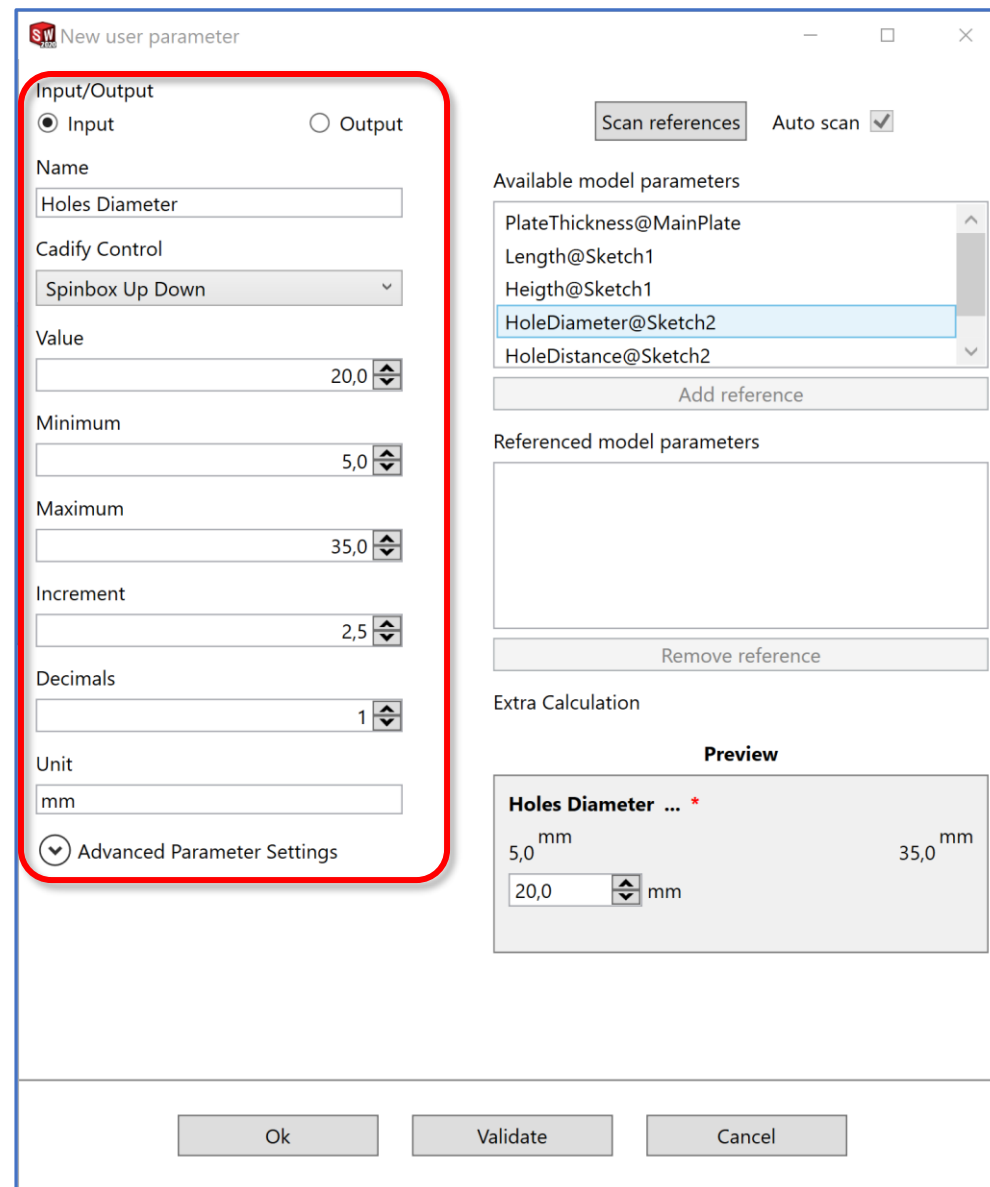 SW
2020
New user parameter
Input/Output
Input
Output
Name
Holes Diameter
Cadify Control
Spinbox Up Down
Value
20,0
Minimum
5,0
Maximum
35,0
Increment
2,5
Decimals
1
Unit
mm
Advanced Parameter Settings
Scan references
Auto scan
Available model parameters
PlateThickness@MainPlate
Length@Sketch1
Heigth@Sketch1
HoleDiameter@Sketch2
HoleDistance@Sketch2
Add reference
Referenced model parameters
Remove reference
Extra Calculation
Preview
Holes Diameter ... *
5,0 mm 35,0 mm
20,0 mm
Ok
Validate
Cancel